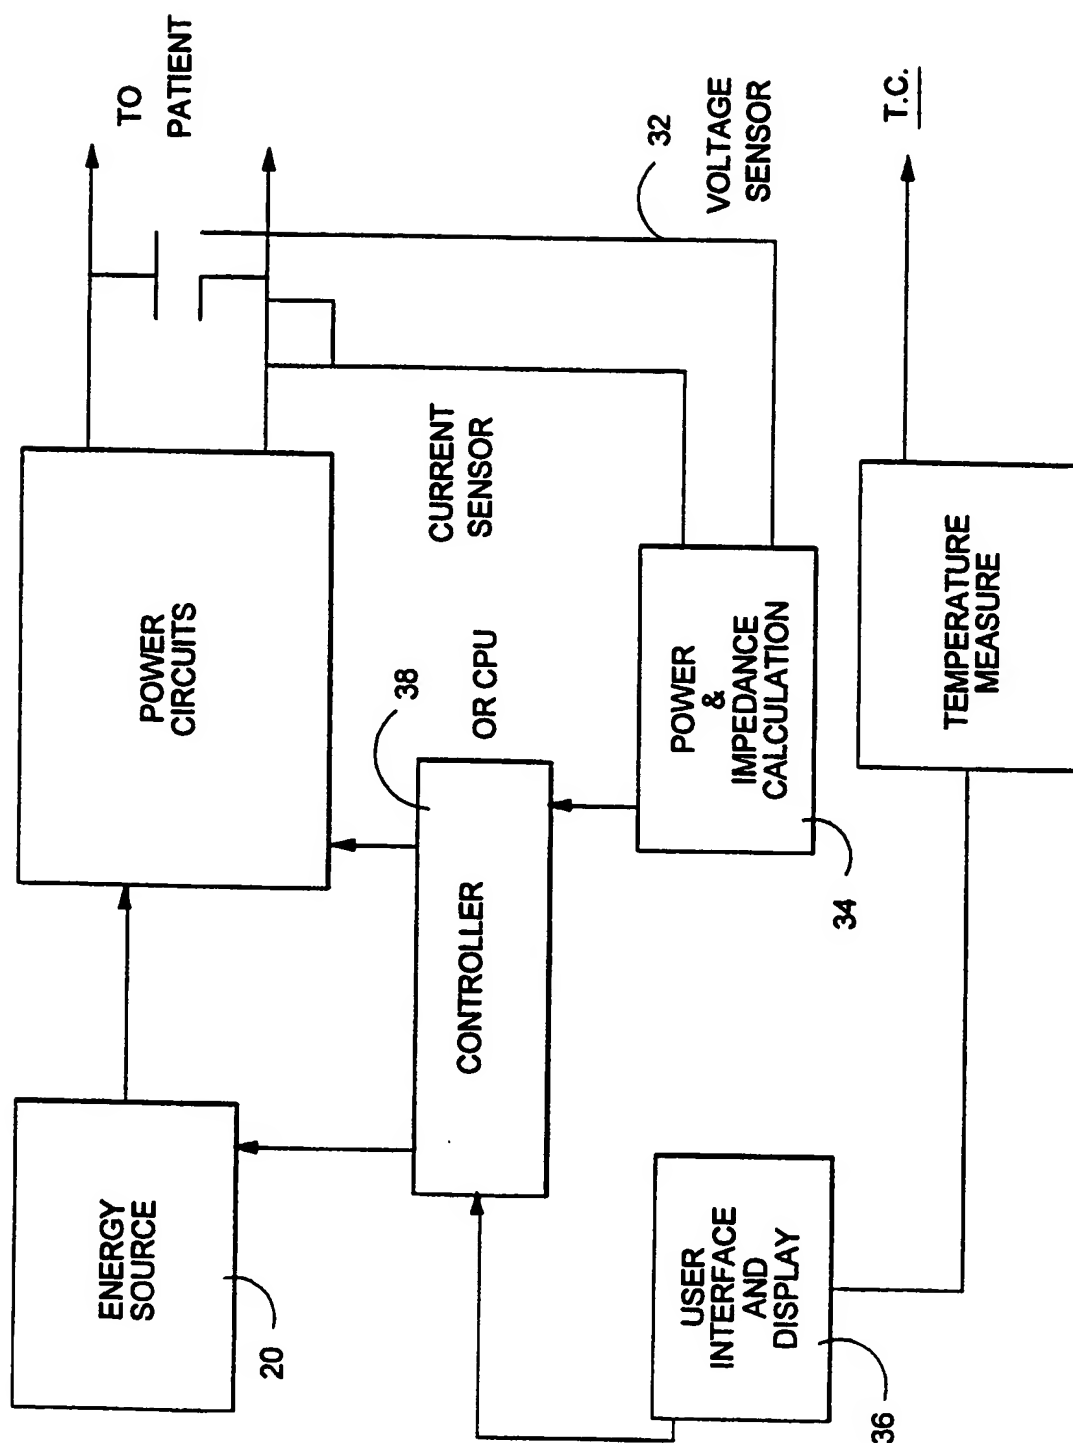 ENERGY
SOURCE
20
POWER
CIRCUITS
TO
PATIENT
CONTROLLER
38
OR CPU
CURRENT
SENSOR
32
VOLTAGE
SENSOR
USER
INTERFACE
AND
DISPLAY
36
POWER
&
IMPEDANCE
CALCULATION
34
TEMPERATURE
MEASURE
T.C.